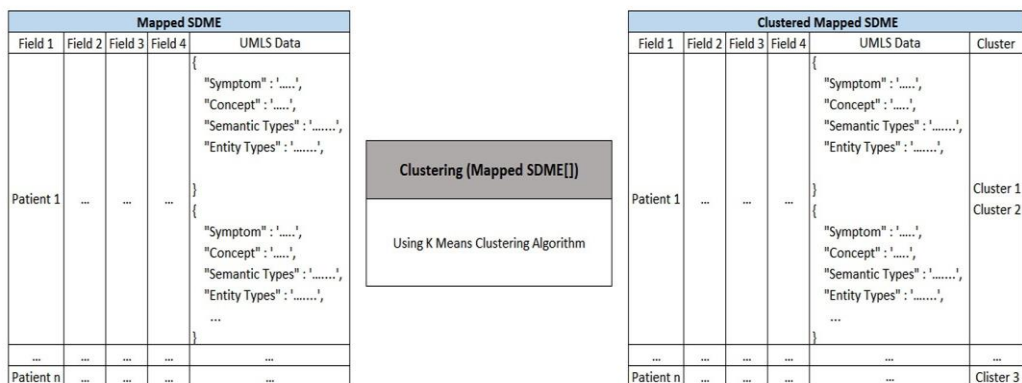 Mapped SDME
Field 1 Field 2 Field 3 Field 4 UMLS Data
{
"Symptom" : '.....',
"Concept" : '.....',
"Semantic Types" : '.......',
"Entity Types" : '.......',
}
Patient 1 ... ... ...
{
"Symptom" : '.....',
"Concept" : '.....',
"Semantic Types" : '.......',
"Entity Types" : '.......',
...
}
... ... ... ... ...
Patient n ... ... ... ...
Clustering (Mapped SDME[])
Using K Means Clustering Algorithm
Clustered Mapped SDME
Field 1 Field 2 Field 3 Field 4 UMLS Data Cluster
{
"Symptom" : '.....',
"Concept" : '.....',
"Semantic Types" : '.......',
"Entity Types" : '.......',
}
Patient 1 ... ... ... Cluster 1
{
Cluster 2
"Symptom" : '.....',
"Concept" : '.....',
"Semantic Types" : '.......',
"Entity Types" : '.......',
...
}
... ... ... ... ... ...
Patient n ... ... ... ... Clister 3